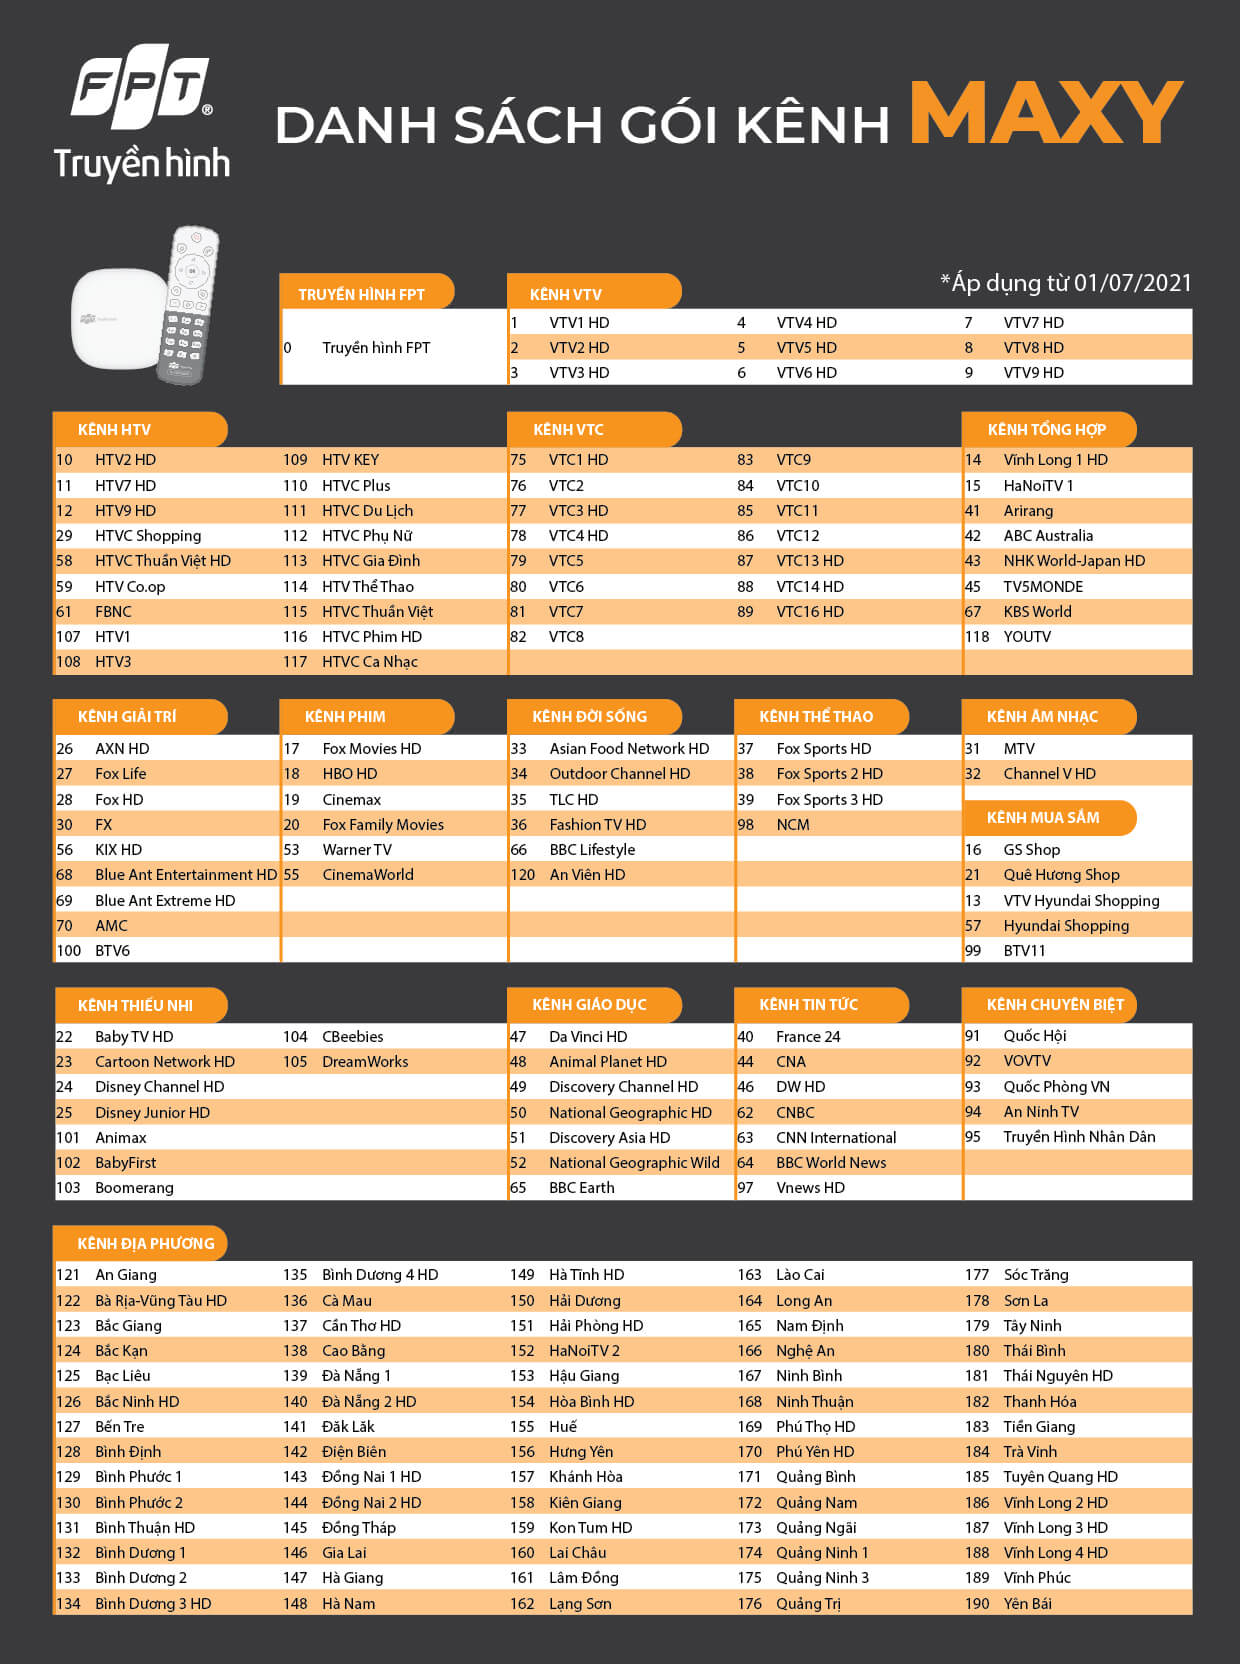 FPT®
Truyền hình
DANH SÁCH GÓI KÊNH MAXY
*Áp dụng từ 01/07/2021
TRUYỀN HÌNH FPT
0 Truyền hình FPT
KÊNH VTV
1 VTV1 HD 4 VTV4 HD 7 VTV7 HD
2 VTV2 HD 5 VTV5 HD 8 VTV8 HD
3 VTV3 HD 6 VTV6 HD 9 VTV9 HD
KÊNH HTV
10 HTV2 HD 109 HTV KEY
11 HTV7 HD 110 HTVC Plus
12 HTV9 HD 111 HTVC Du Lịch
29 HTVC Shopping 112 HTVC Phụ Nữ
58 HTVC Thuần Việt HD 113 HTVC Gia Đình
59 HTV Co.op 114 HTV Thể Thao
61 FBNC 115 HTVC Thuần Việt
107 HTV1 116 HTVC Phim HD
108 HTV3 117 HTVC Ca Nhạc
KÊNH VTC
75 VTC1 HD 83 VTC9
76 VTC2 84 VTC10
77 VTC3 HD 85 VTC11
78 VTC4 HD 86 VTC12
79 VTC5 87 VTC13 HD
80 VTC6 88 VTC14 HD
81 VTC7 89 VTC16 HD
82 VTC8
KÊNH TỔNG HỢP
14 Vĩnh Long 1 HD
15 HaNoiTV 1
41 Arirang
42 ABC Australia
43 NHK World-Japan HD
45 TV5MONDE
67 KBS World
118 YOUTV
KÊNH GIẢI TRÍ
26 AXN HD
27 Fox Life
28 Fox HD
30 FX
56 KIX HD
68 Blue Ant Entertainment HD
69 Blue Ant Extreme HD
70 AMC
100 BTV6
KÊNH PHIM
17 Fox Movies HD
18 HBO HD
19 Cinemax
20 Fox Family Movies
53 Warner TV
55 CinemaWorld
KÊNH ĐỜI SỐNG
33 Asian Food Network HD
34 Outdoor Channel HD
35 TLC HD
36 Fashion TV HD
66 BBC Lifestyle
120 An Viên HD
KÊNH THỂ THAO
37 Fox Sports HD
38 Fox Sports 2 HD
39 Fox Sports 3 HD
98 NCM
KÊNH ÂM NHẠC
31 MTV
32 Channel V HD
KÊNH MUA SẮM
16 GS Shop
21 Quê Hương Shop
13 VTV Hyundai Shopping
57 Hyundai Shopping
99 BTV11
KÊNH THIẾU NHI
22 Baby TV HD 104 CBeebies
23 Cartoon Network HD 105 DreamWorks
24 Disney Channel HD
25 Disney Junior HD
101 Animax
102 BabyFirst
103 Boomerang
KÊNH GIÁO DỤC
47 Da Vinci HD
48 Animal Planet HD
49 Discovery Channel HD
50 National Geographic HD
51 Discovery Asia HD
52 National Geographic Wild
65 BBC Earth
KÊNH TIN TỨC
40 France 24
44 CNA
46 DW HD
62 CNBC
63 CNN International
64 BBC World News
97 Vnews HD
KÊNH CHUYÊN BIỆT
91 Quốc Hội
92 VOVTV
93 Quốc Phòng VN
94 An Ninh TV
95 Truyền Hình Nhân Dân
KÊNH ĐỊA PHƯƠNG
121 An Giang 135 Bình Dương 4 HD 149 Hà Tĩnh HD 163 Lào Cai 177 Sóc Trăng
122 Bà Rịa-Vũng Tàu HD 136 Cà Mau 150 Hải Dương 164 Long An 178 Sơn La
123 Bắc Giang 137 Cần Thơ HD 151 Hải Phòng HD 165 Nam Định 179 Tây Ninh
124 Bắc Kạn 138 Cao Bằng 152 HaNoiTV 2 166 Nghệ An 180 Thái Bình
125 Bạc Liêu 139 Đà Nẵng 1 153 Hậu Giang 167 Ninh Bình 181 Thái Nguyên HD
126 Bắc Ninh HD 140 Đà Nẵng 2 HD 154 Hòa Bình HD 168 Ninh Thuận 182 Thanh Hóa
127 Bến Tre 141 Đăk Lăk 155 Huế 169 Phú Thọ HD 183 Tiền Giang
128 Bình Định 142 Điện Biên 156 Hưng Yên 170 Phú Yên HD 184 Trà Vinh
129 Bình Phước 1 143 Đồng Nai 1 HD 157 Khánh Hòa 171 Quảng Bình 185 Tuyên Quang HD
130 Bình Phước 2 144 Đồng Nai 2 HD 158 Kiên Giang 172 Quảng Nam 186 Vĩnh Long 2 HD
131 Bình Thuận HD 145 Đồng Tháp 159 Kon Tum HD 173 Quảng Ngãi 187 Vĩnh Long 3 HD
132 Bình Dương 1 146 Gia Lai 160 Lai Châu 174 Quảng Ninh 1 188 Vĩnh Long 4 HD
133 Bình Dương 2 147 Hà Giang 161 Lâm Đồng 175 Quảng Ninh 3 189 Vĩnh Phúc
134 Bình Dương 3 HD 148 Hà Nam 162 Lạng Sơn 176 Quảng Trị 190 Yên Bái